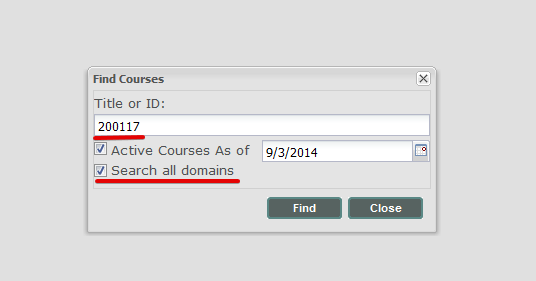 Find Courses
Title or ID:
200117
Active Courses As of 9/3/2014
Search all domains
Find Close